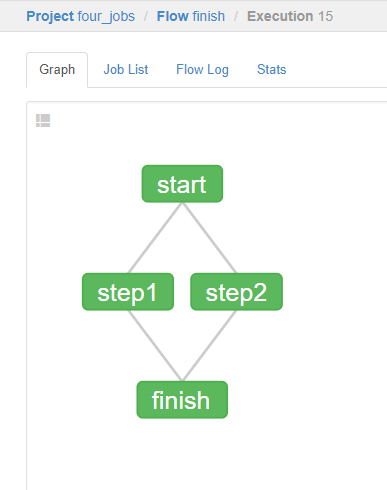 Project four_jobs / Flow finish / Execution 15
Graph Job List Flow Log Stats
start
step1 step2
finish